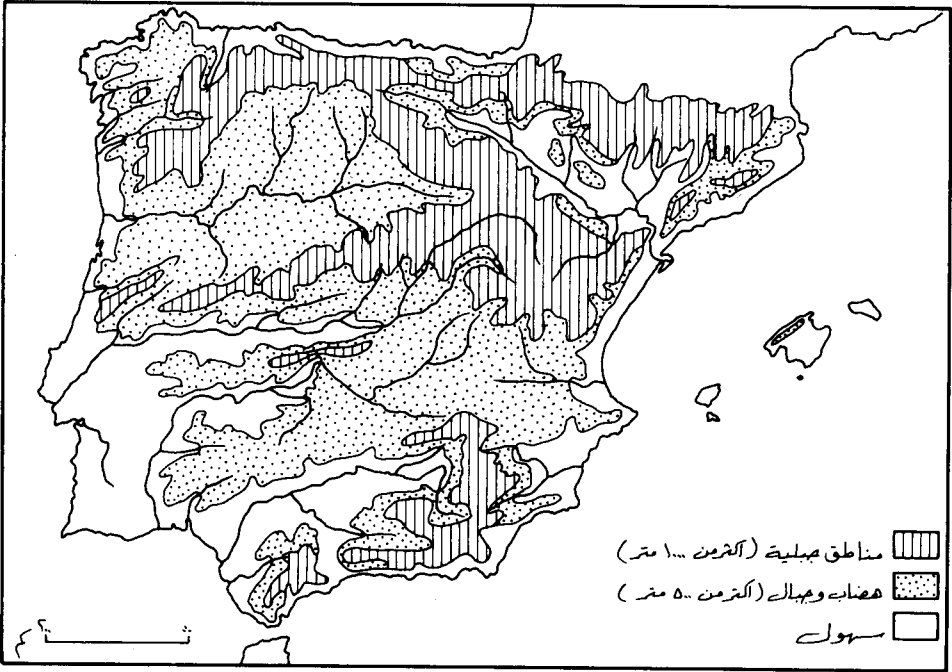 مناطق جبلية (أكثر من ١٠٠٠ متر)
هضاب وجبال (أكثر من ٥٠٠ متر)
سهول